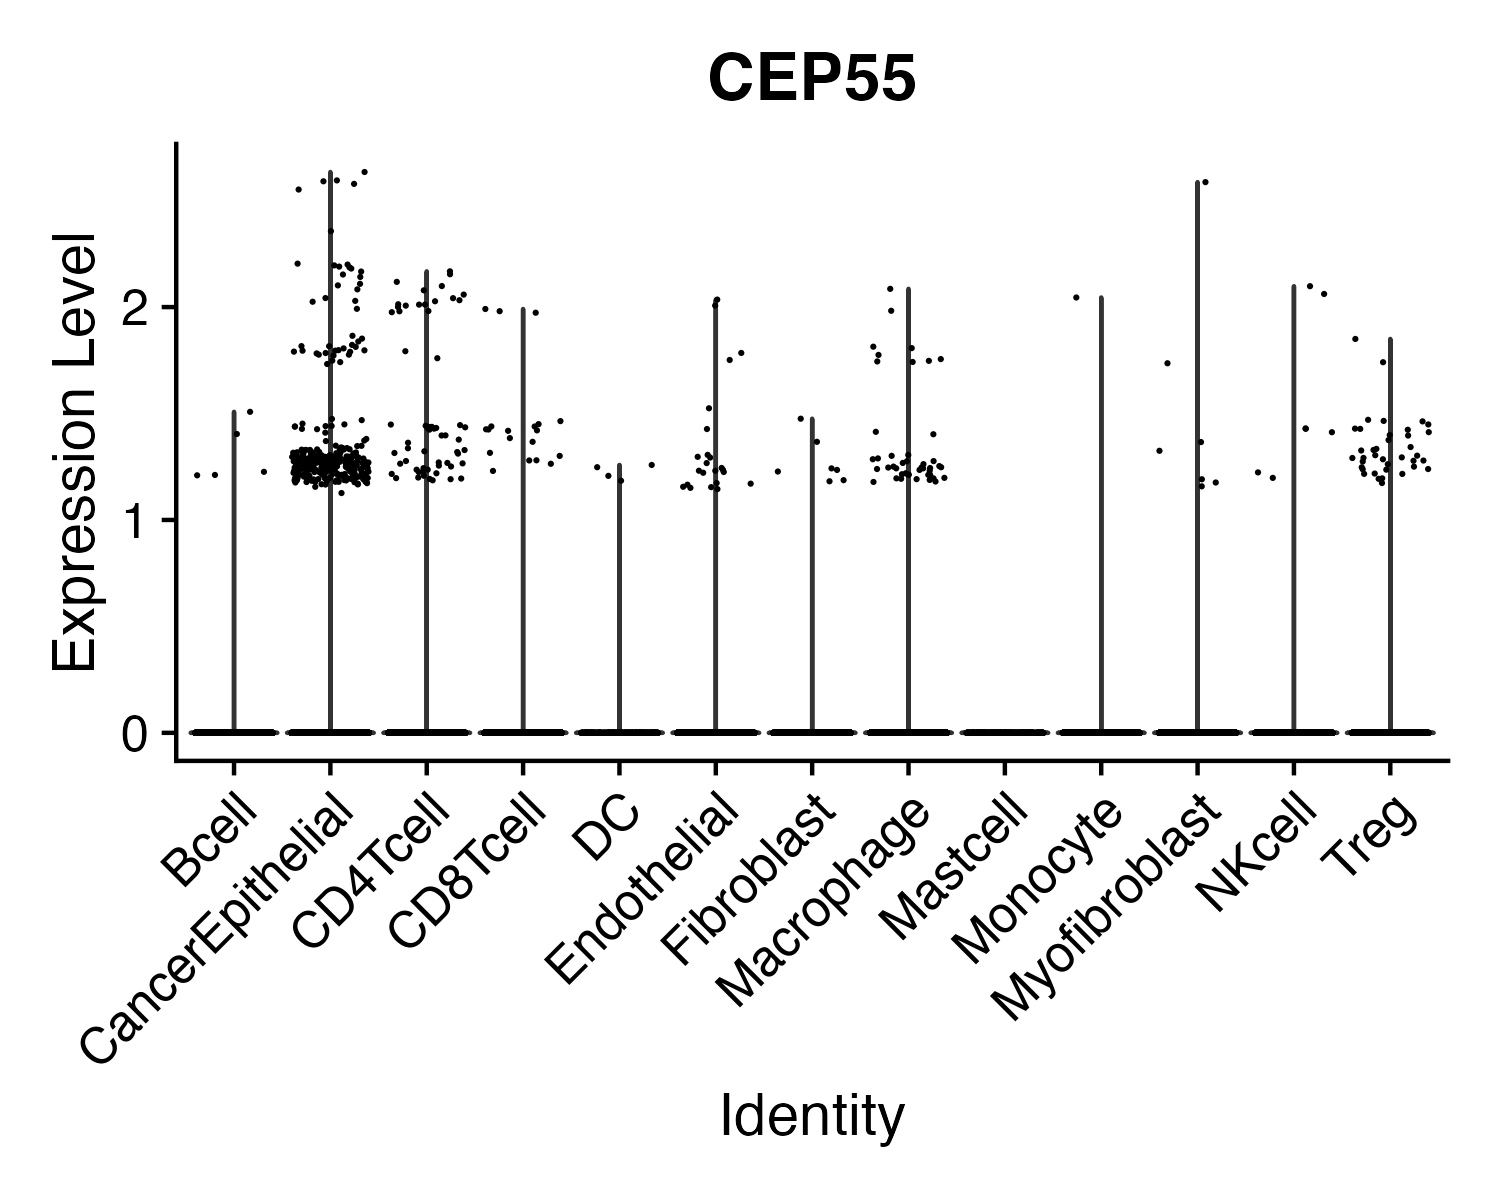 CEP55
Expression Level
2
1
0
Bcell
CancerEpithelial
CD4Tcell
CD8Tcell
DC
Endothelial
Fibroblast
Macrophage
Mastcell
Monocyte
Myofibroblast
NKcell
Treg
Identity